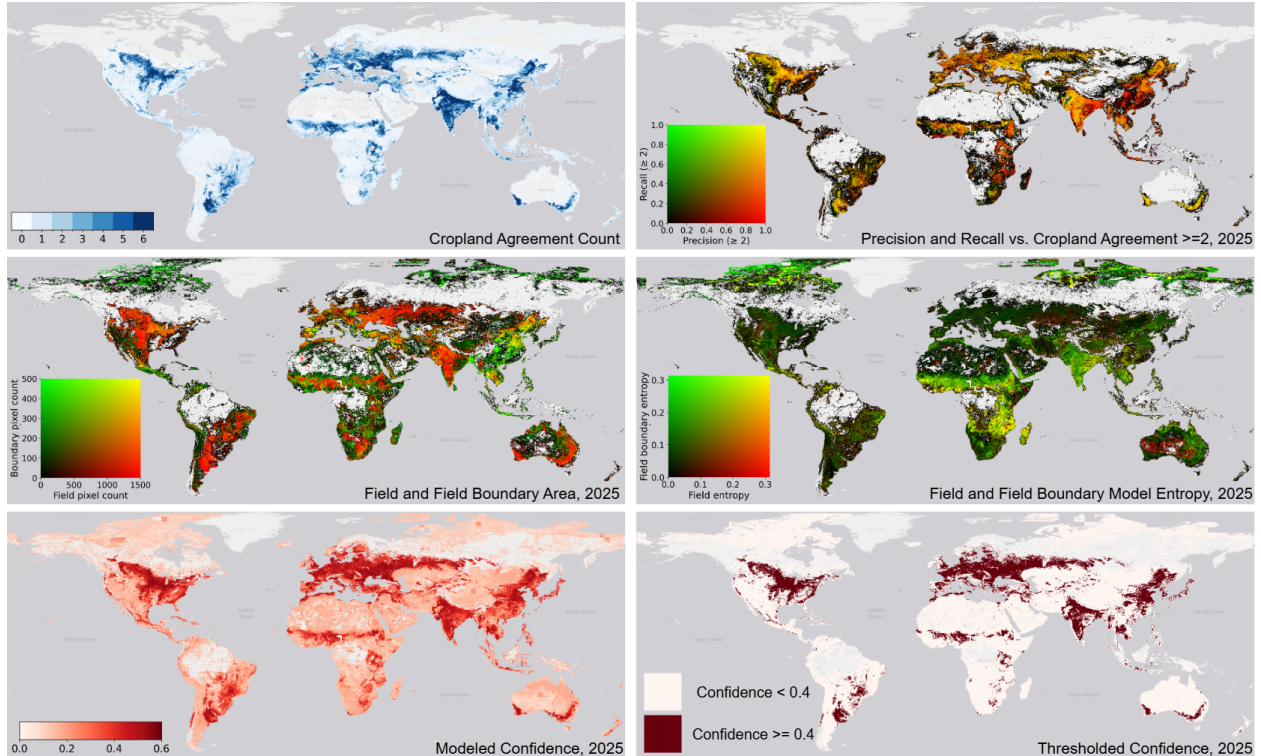 0 1 2 3 4 5 6
Cropland Agreement Count
Recall (≥ 2)
1.0
0.8
0.6
0.4
0.2
0.0
0.0 0.2 0.4 0.6 0.8 1.0
Precision (≥ 2)
Precision and Recall vs. Cropland Agreement >=2, 2025
Boundary pixel count
500
400
300
200
100
0
0 500 1000 1500
Field pixel count
Field and Field Boundary Area, 2025
Field boundary entropy
0.3
0.2
0.1
0.0
0.0 0.1 0.2 0.3
Field entropy
Field and Field Boundary Model Entropy, 2025
0.0 0.2 0.4 0.6
Modeled Confidence, 2025
Confidence < 0.4
Confidence >= 0.4
Thresholded Confidence, 2025